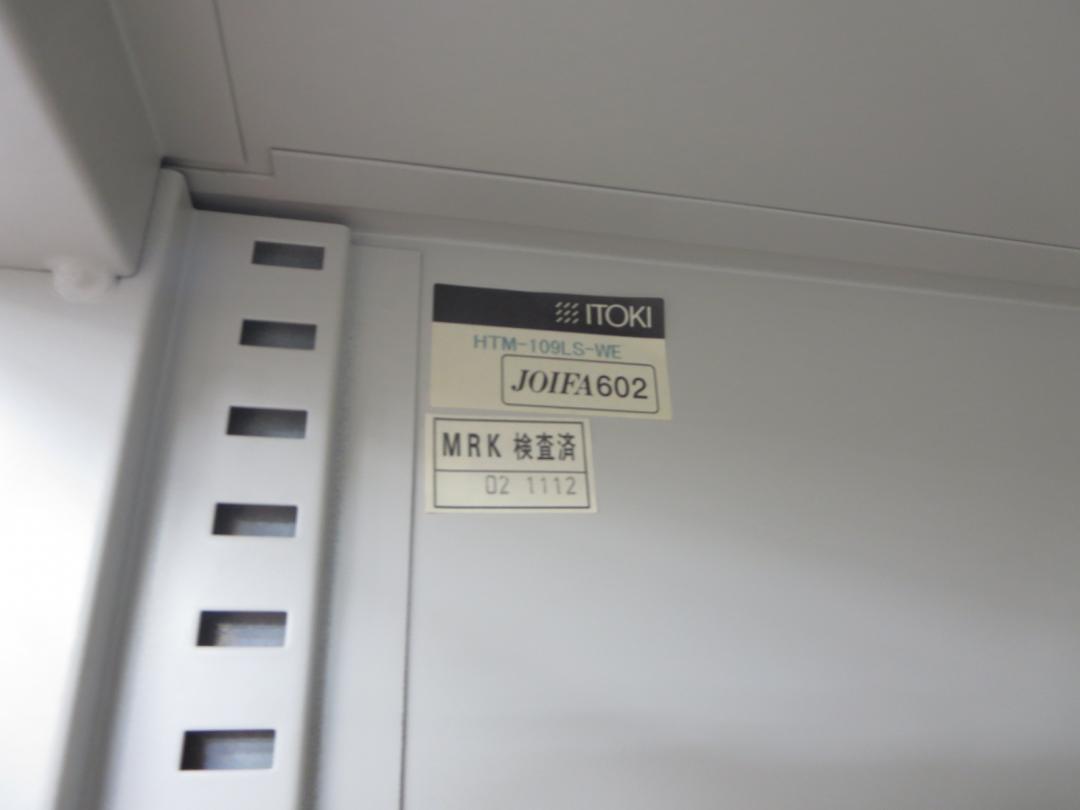 ITOKI
HTM-109LS-WE
JOIFA602
MRK 検査済
02 1112